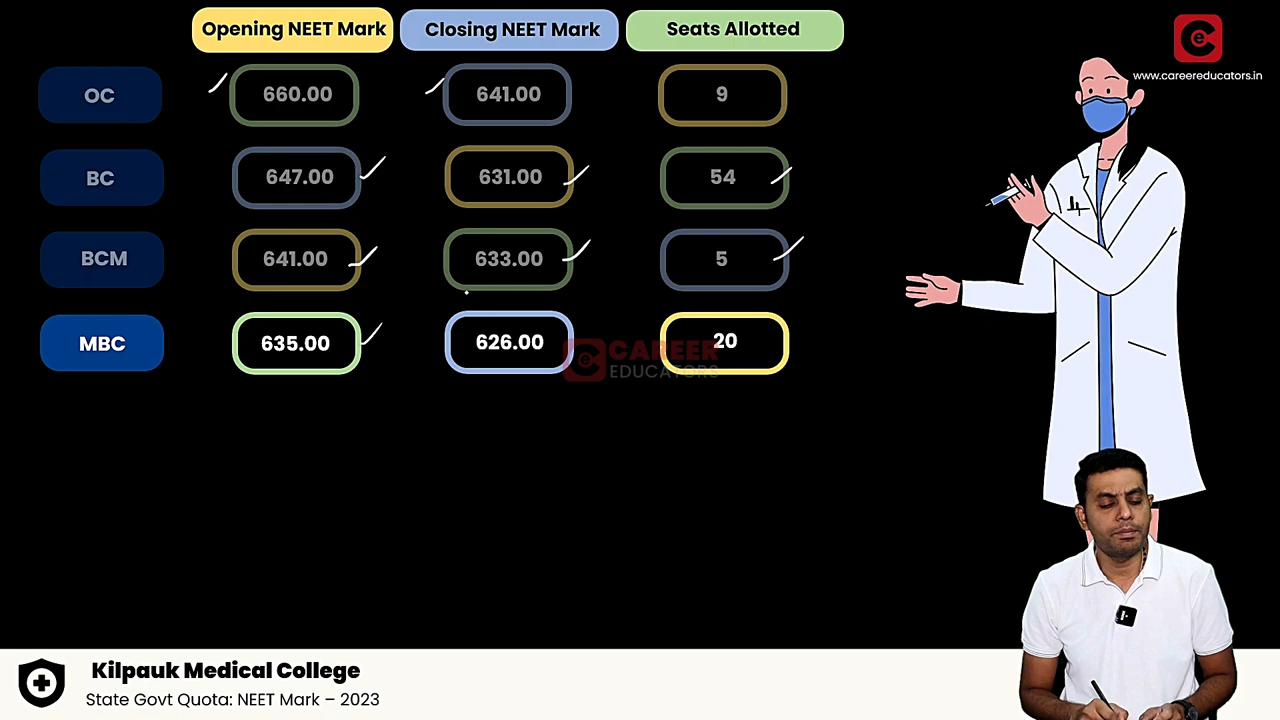 Opening NEET Mark Closing NEET Mark Seats Allotted
www.careereducators.in
OC 660.00 641.00 9
BC 647.00 631.00 54
BCM 641.00 633.00 5
MBC 635.00 626.00 20
CAREER
EDUCATORS
Kilpauk Medical College
State Govt Quota: NEET Mark – 2023